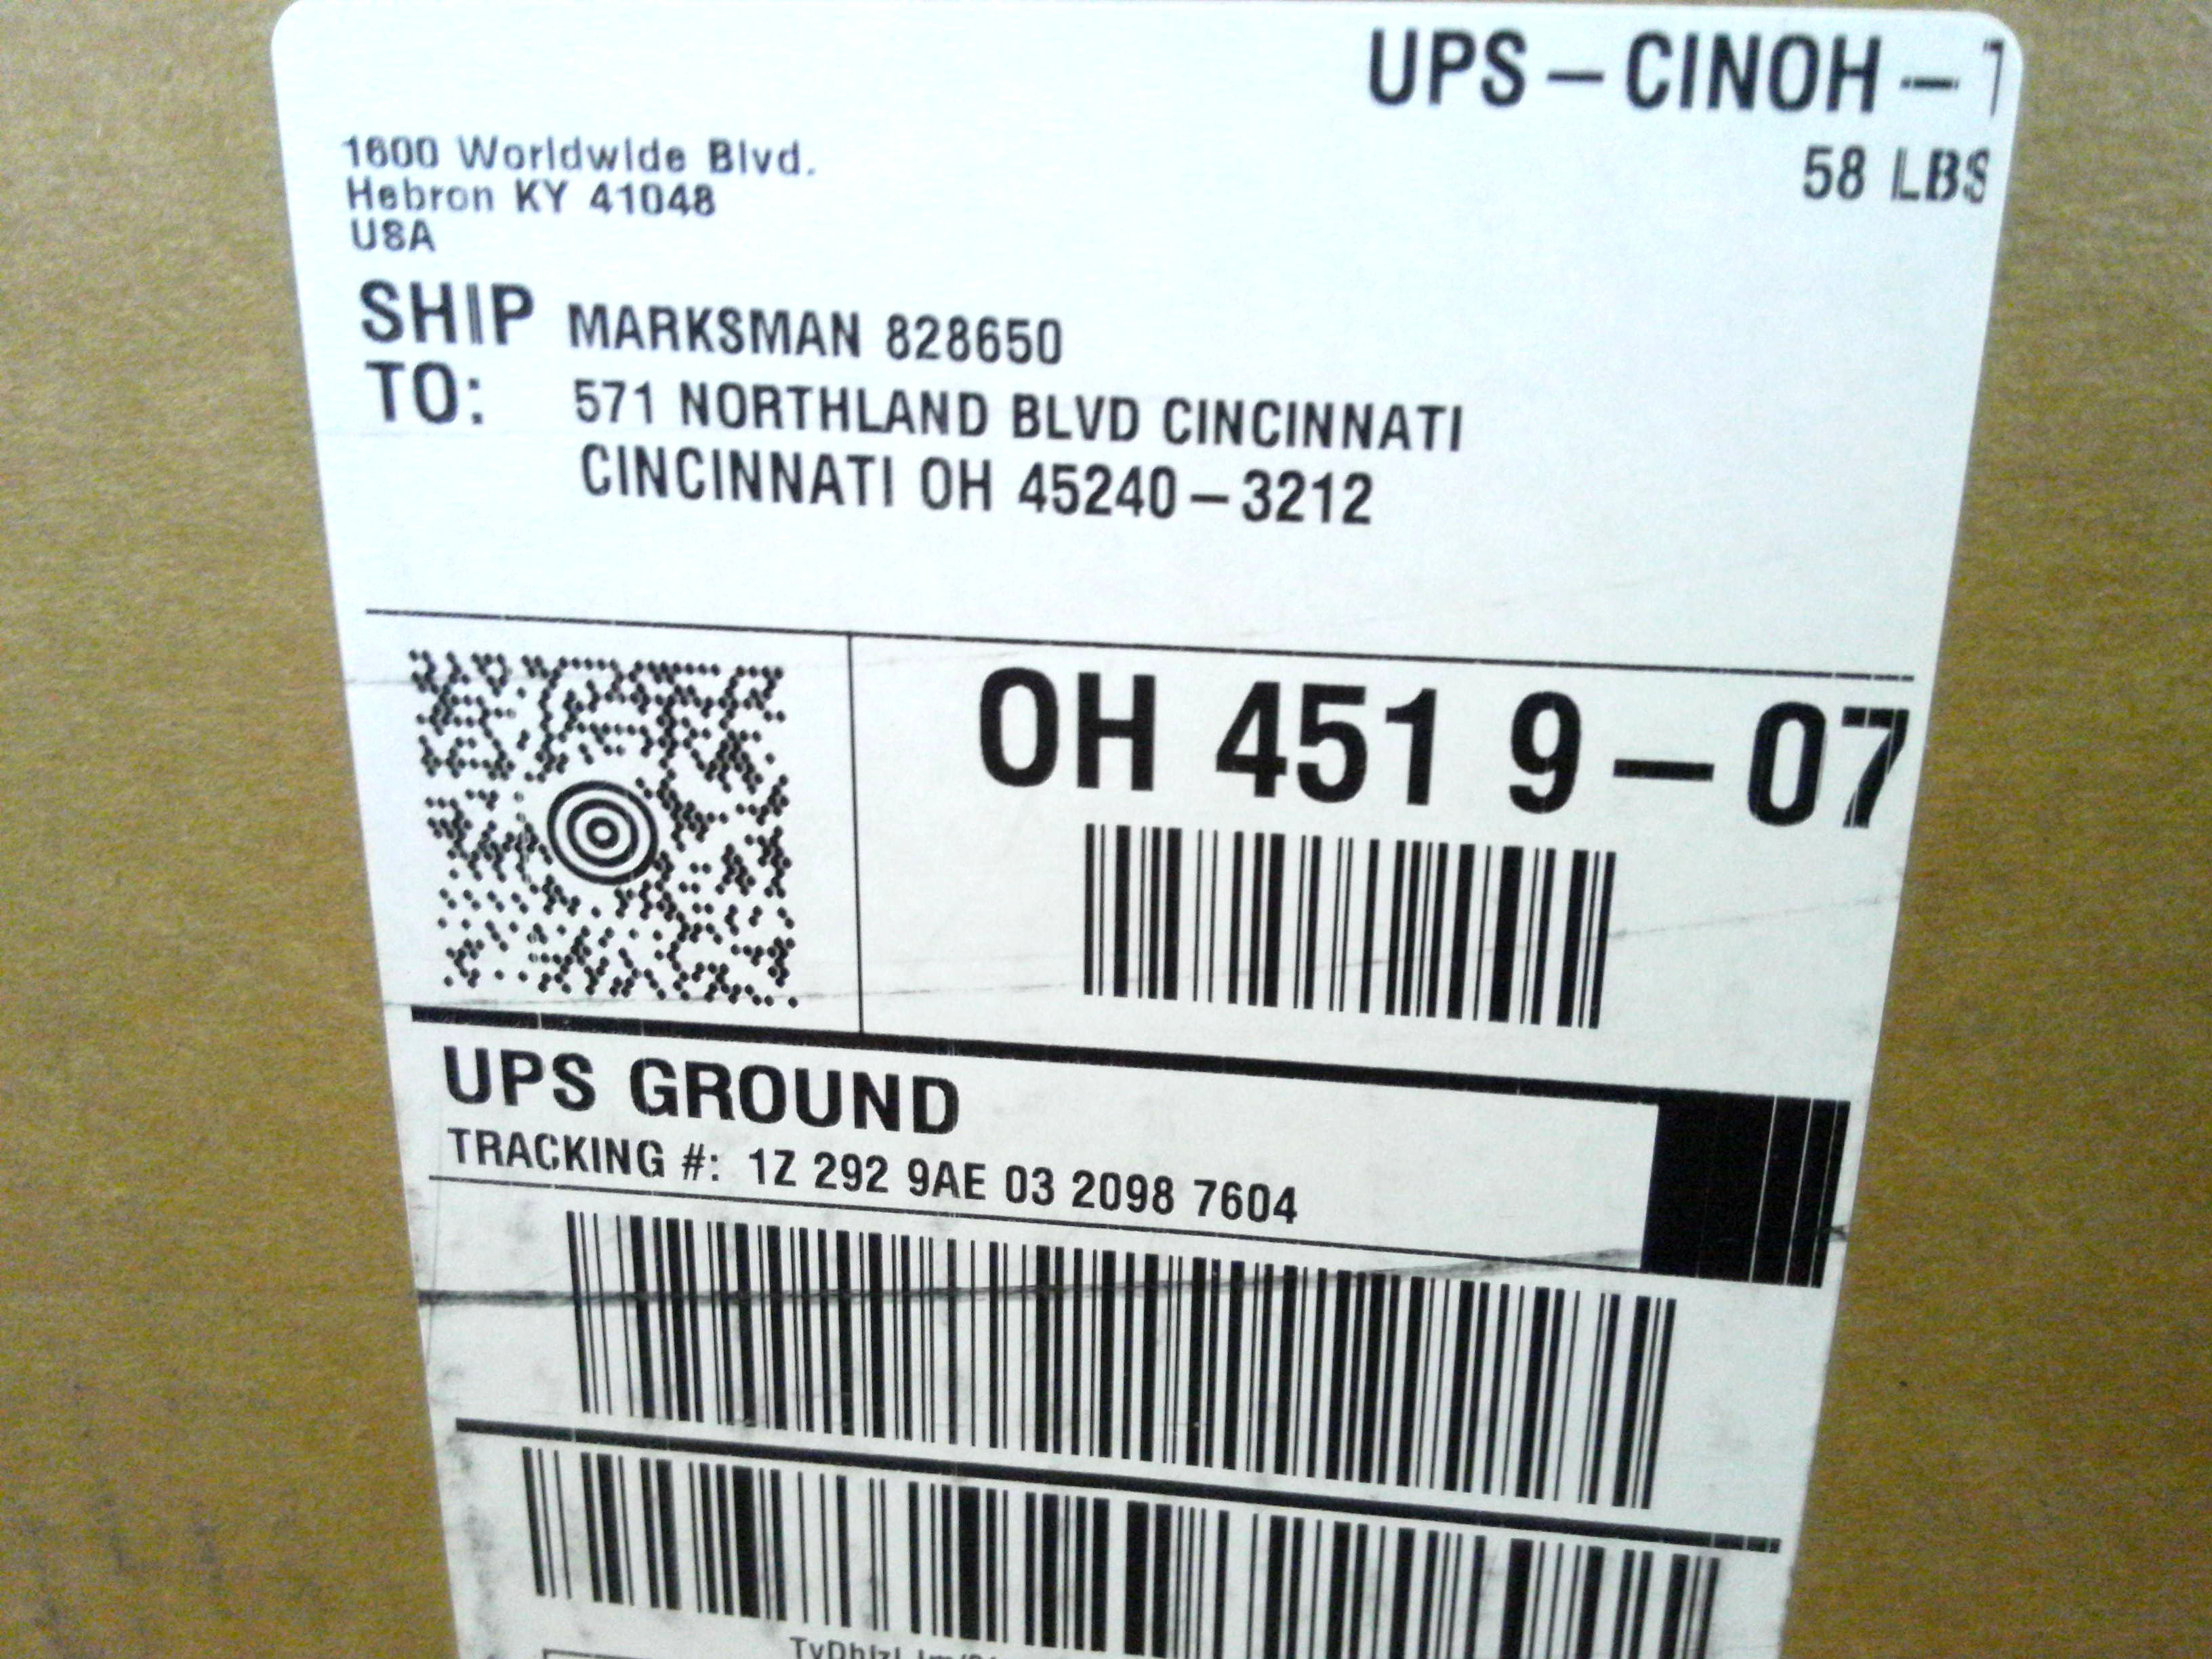 UPS – CINOH –
58 LBS
1600 Worldwide Blvd.
Hebron KY 41048
USA
SHIP TO:
MARKSMAN 828650
571 NORTHLAND BLVD CINCINNATI
CINCINNATI OH 45240 – 3212
OH 451 9 – 07
UPS GROUND
TRACKING #: 1Z 292 9AE 03 2098 7604